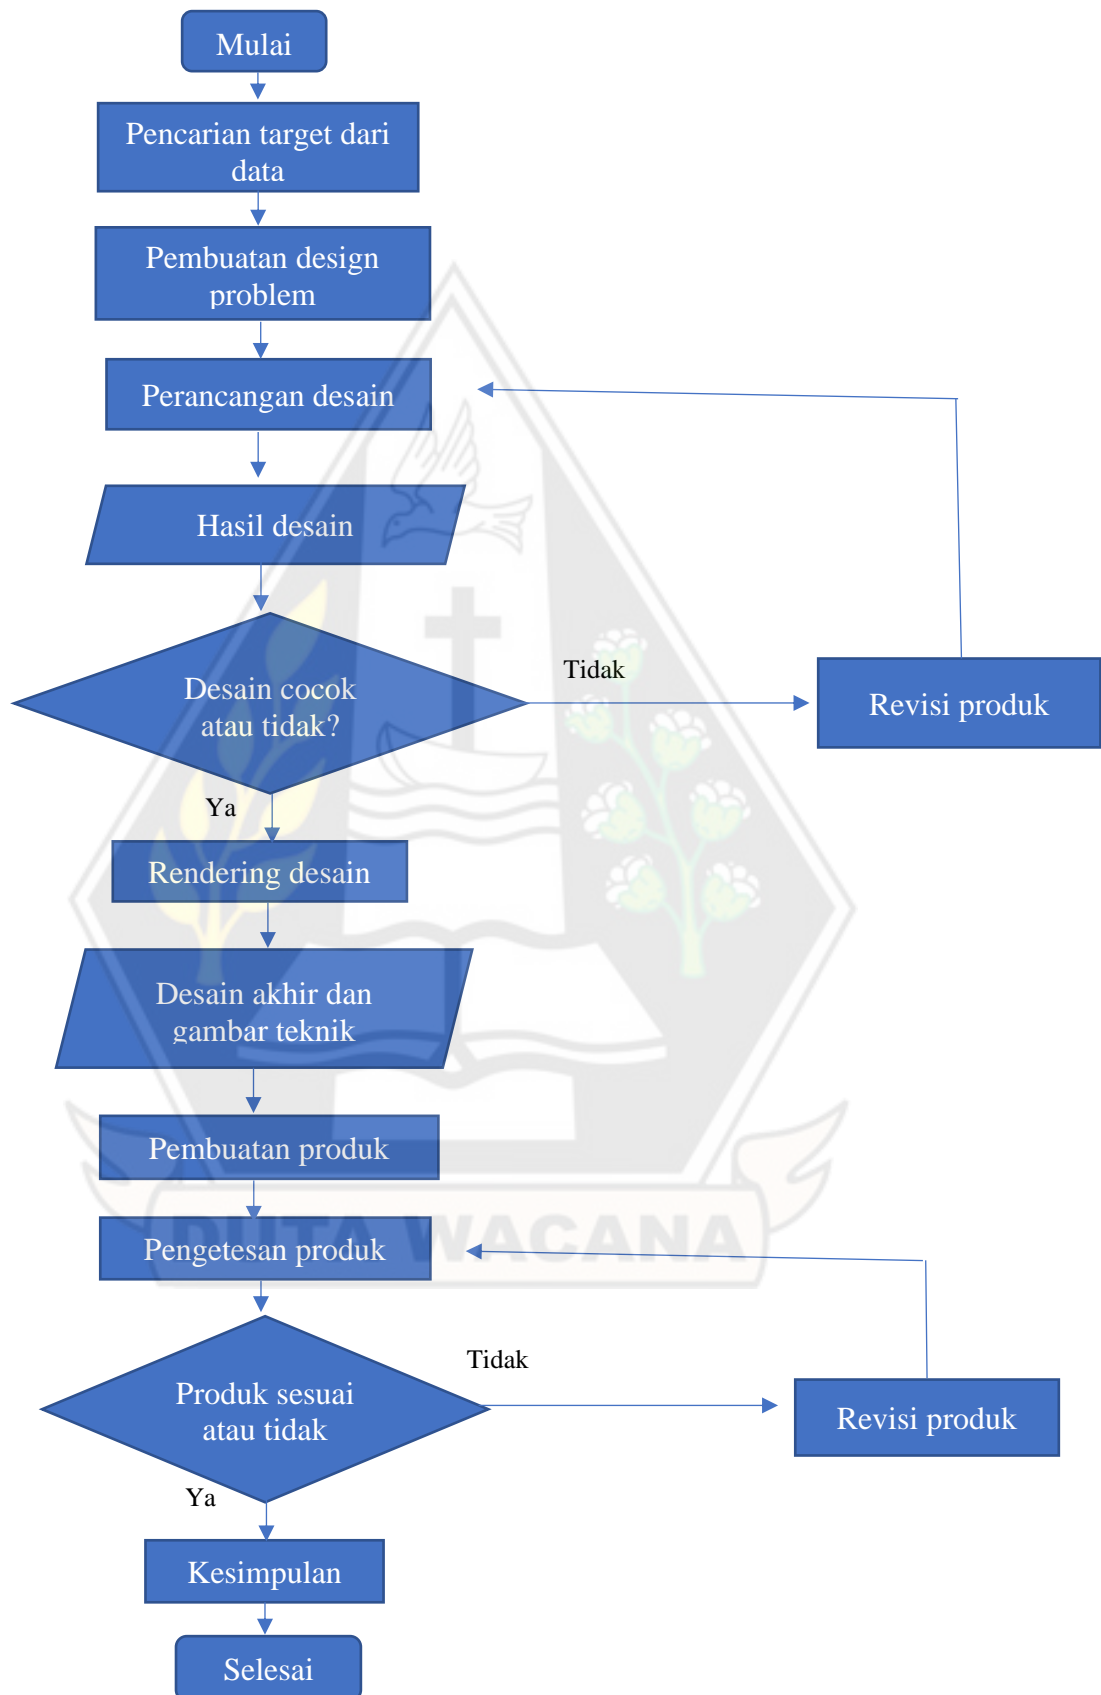 Mulai
Pencarian target dari
data
Pembuatan design
problem
Perancangan desain
Hasil desain
Desain cocok
atau tidak?
Tidak
Revisi produk
Ya
Rendering desain
Desain akhir dan
gambar teknik
Pembuatan produk
DUTA WACANA
Pengetesan produk
Produk sesuai
atau tidak
Tidak
Revisi produk
Ya
Kesimpulan
Selesai